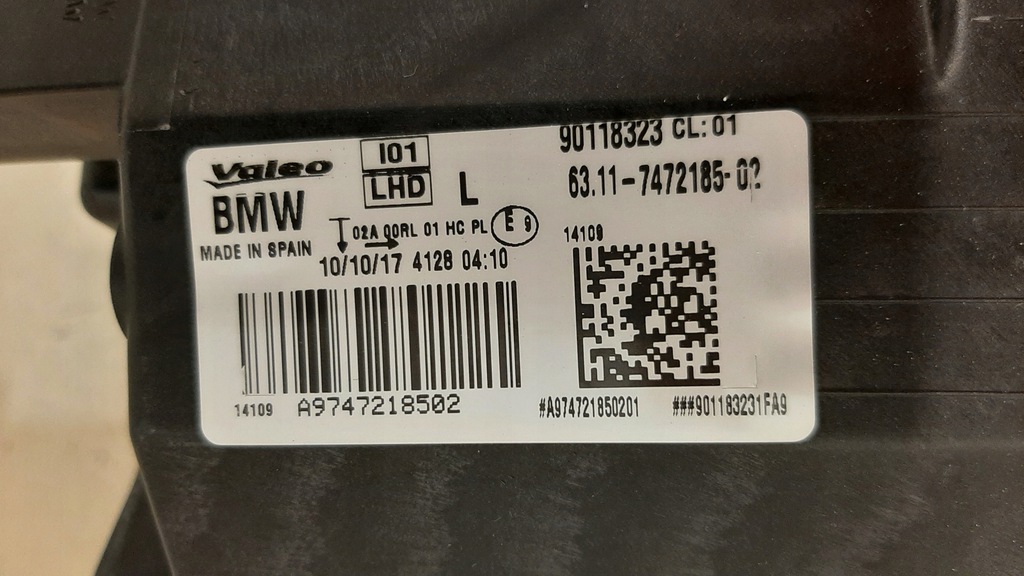 Valeo
I01
LHD
L
BMW
MADE IN SPAIN
02A 00RL 01 HC PL E 9
10/10/17 4128 04:10
14109 A9747218502
90118323 CL:01
63.11-7472185-02
14109
#A974721850201 ###901183231FA9